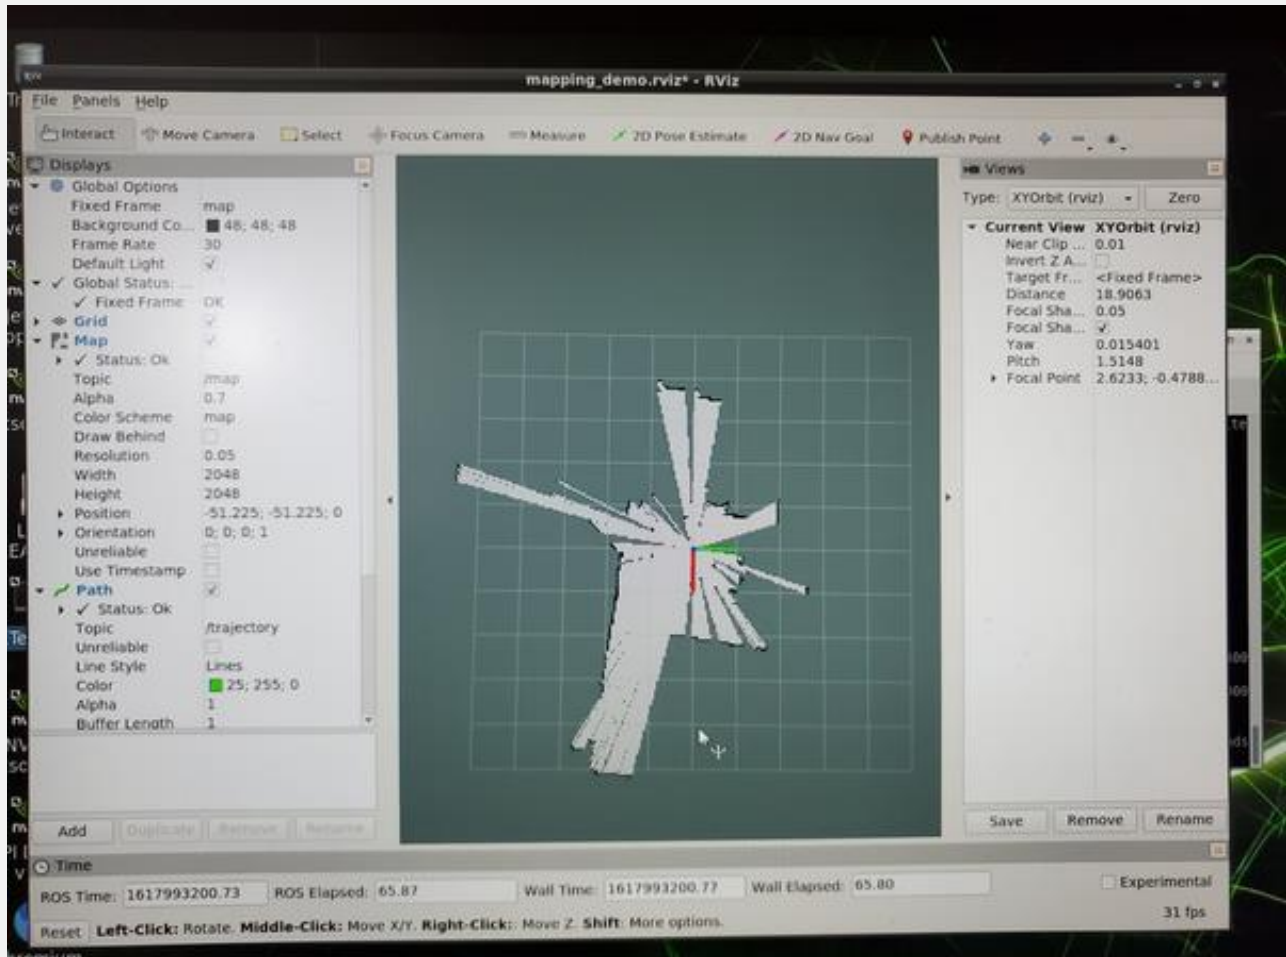 mapping_demo.rviz* - RViz
File Panels Help
Interact Move Camera Select Focus Camera Measure 2D Pose Estimate 2D Nav Goal Publish Point
Displays
Global Options
Fixed Frame map
Background Co... 48; 48; 48
Frame Rate 30
Default Light
Global Status: ...
Fixed Frame OK
Grid
Map
Status: Ok
Topic /map
Alpha 0.7
Color Scheme map
Draw Behind
Resolution 0.05
Width 2048
Height 2048
Position -51.225; -51.225; 0
Orientation 0; 0; 0; 1
Unreliable
Use Timestamp
Path
Status: Ok
Topic /trajectory
Unreliable
Line Style Lines
Color 25; 255; 0
Alpha 1
Buffer Length 1
Add Duplicate Remove Rename
Views
Type: XYOrbit (rviz) Zero
Current View XYOrbit (rviz)
Near Clip ... 0.01
Invert Z A...
Target Fr... <Fixed Frame>
Distance 18.9063
Focal Sha... 0.05
Focal Sha...
Yaw 0.015401
Pitch 1.5148
Focal Point 2.6233; -0.4788...
Save Remove Rename
Time
ROS Time: 1617993200.73 ROS Elapsed: 65.87 Wall Time: 1617993200.77 Wall Elapsed: 65.80 Experimental
Reset Left-Click: Rotate. Middle-Click: Move X/Y. Right-Click:: Move Z. Shift: More options. 31 fps